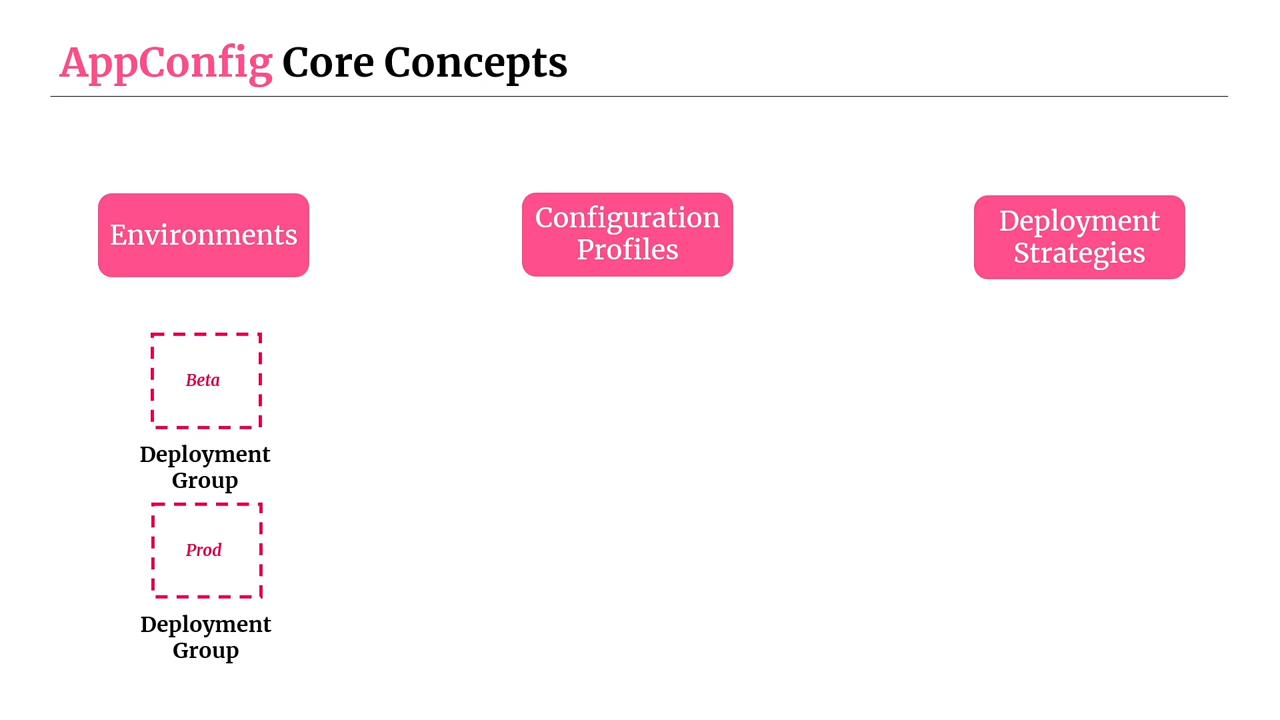 AppConfig Core Concepts
Environments
Configuration
Profiles
Deployment
Strategies
Beta
Deployment
Group
Prod
Deployment
Group